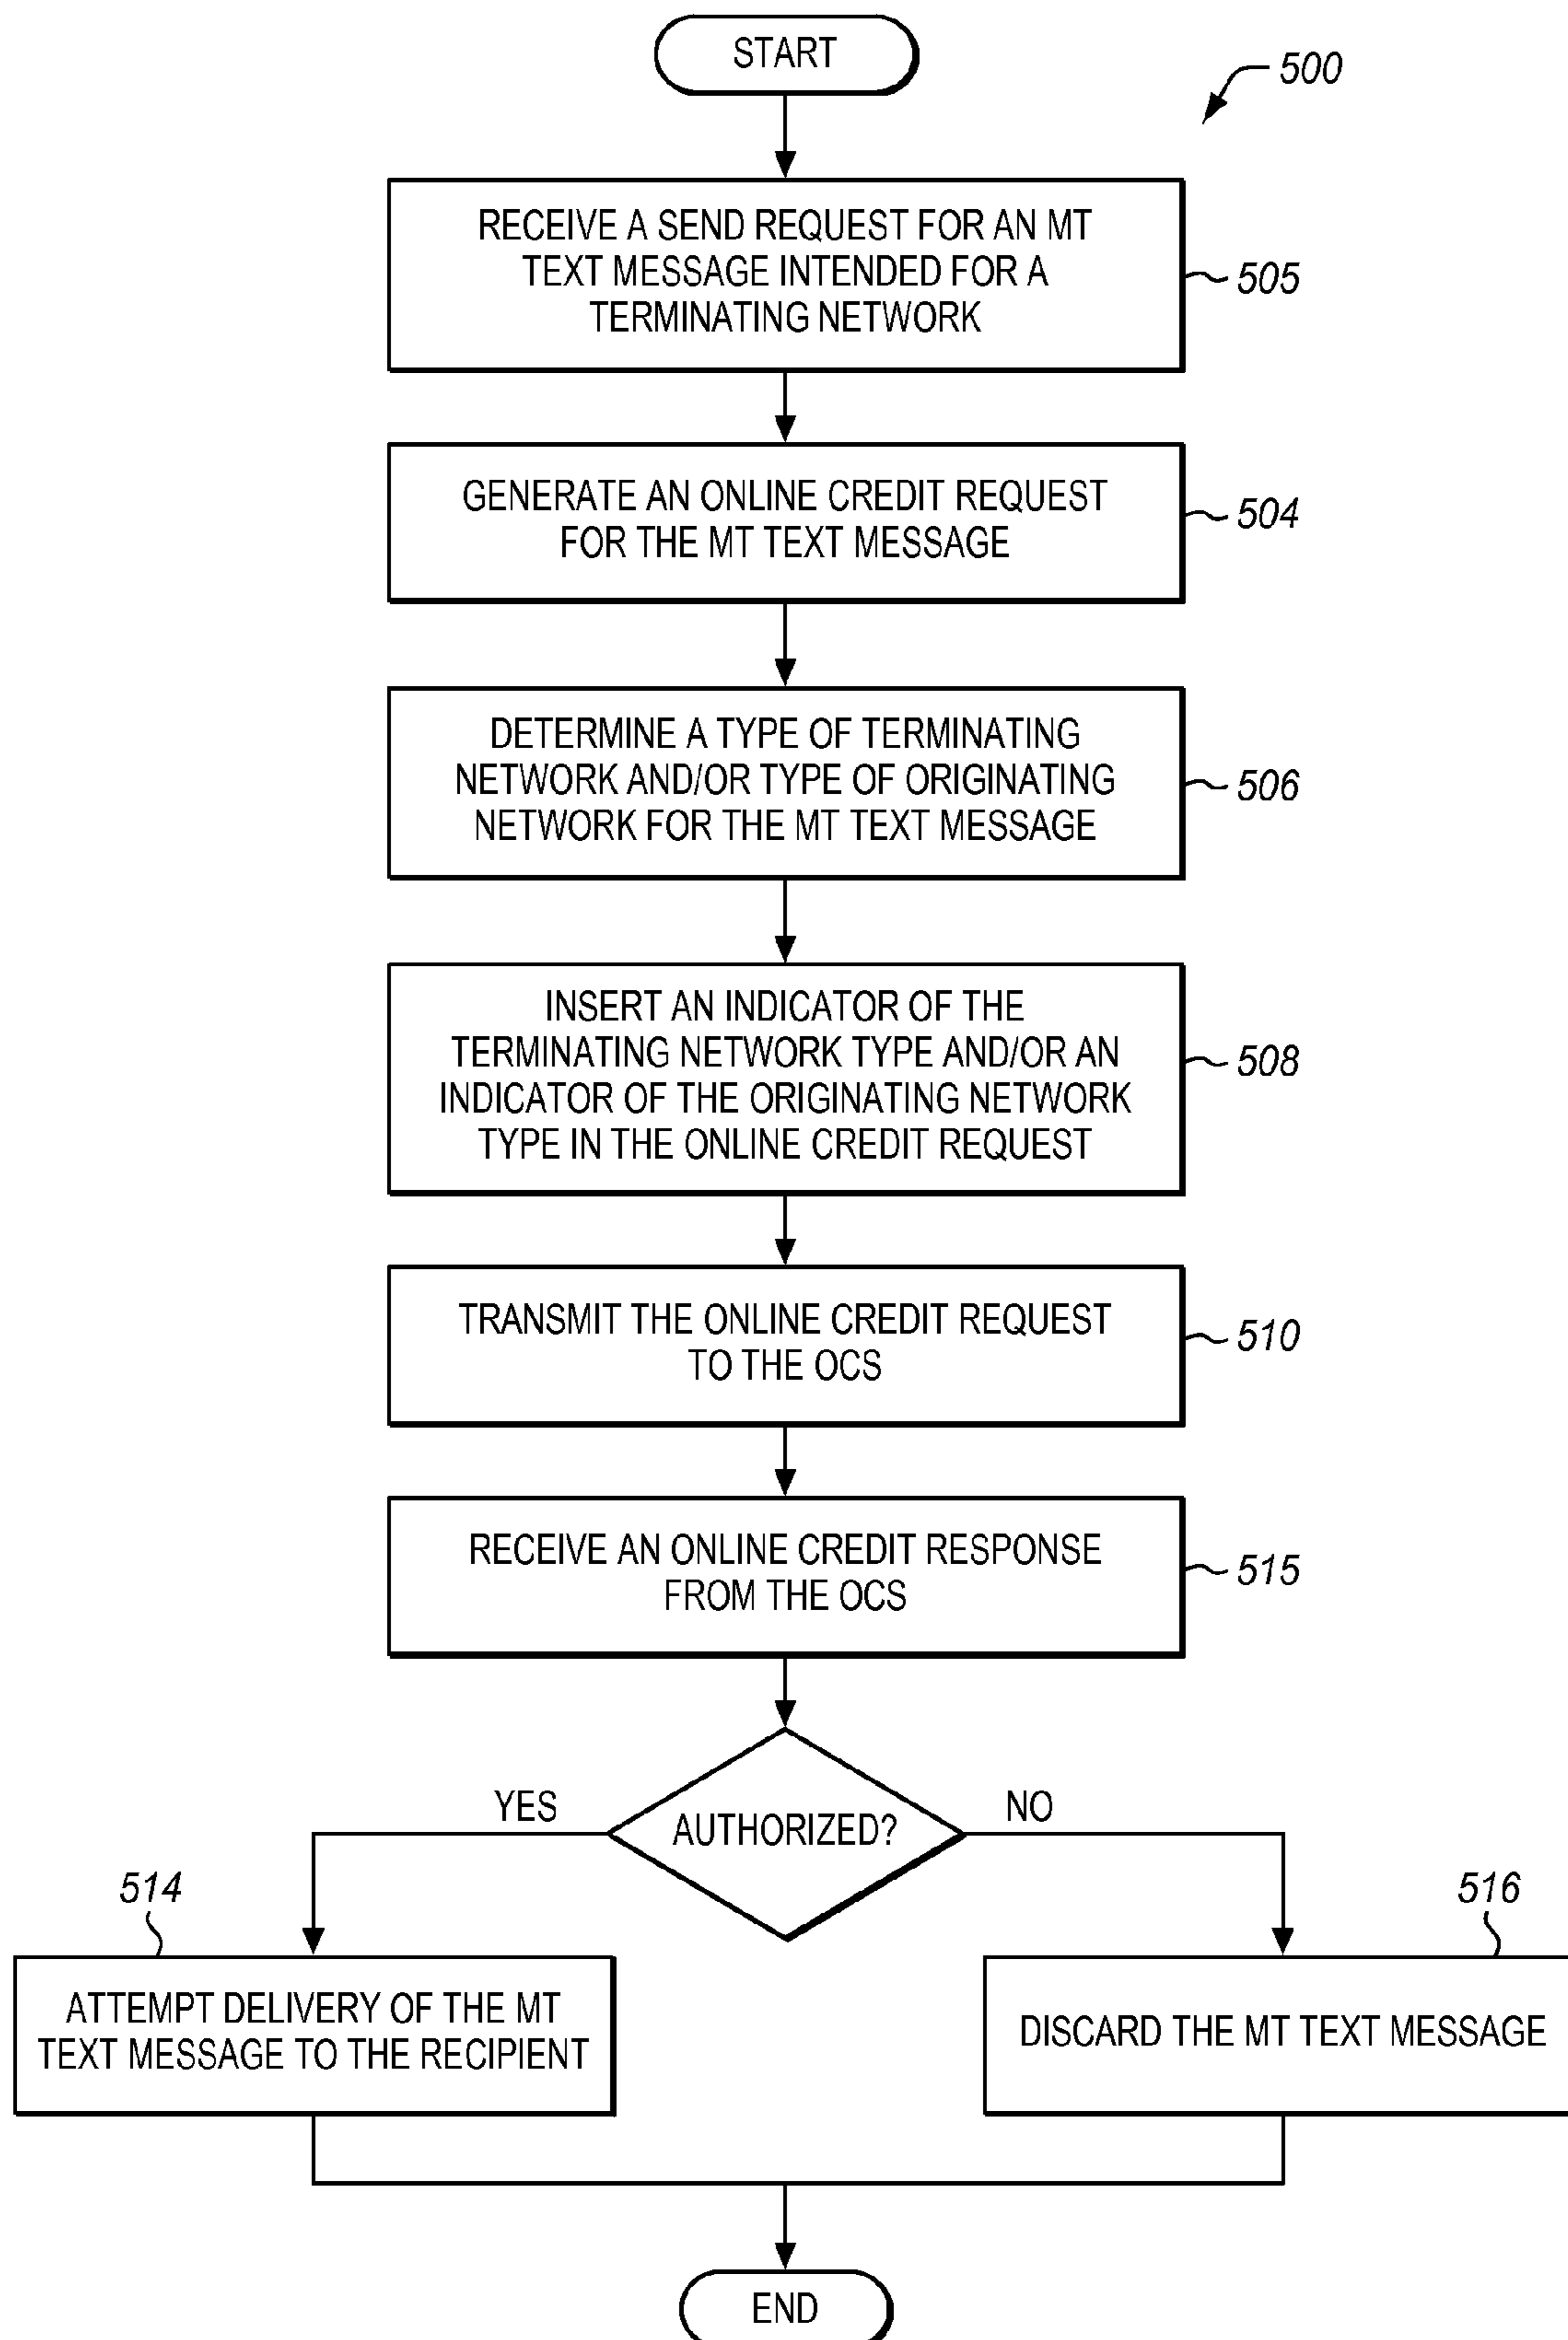 START
500
RECEIVE A SEND REQUEST FOR AN MT
TEXT MESSAGE INTENDED FOR A
TERMINATING NETWORK
505
GENERATE AN ONLINE CREDIT REQUEST
FOR THE MT TEXT MESSAGE
504
DETERMINE A TYPE OF TERMINATING
NETWORK AND/OR TYPE OF ORIGINATING
NETWORK FOR THE MT TEXT MESSAGE
506
INSERT AN INDICATOR OF THE
TERMINATING NETWORK TYPE AND/OR AN
INDICATOR OF THE ORIGINATING NETWORK
TYPE IN THE ONLINE CREDIT REQUEST
508
TRANSMIT THE ONLINE CREDIT REQUEST
TO THE OCS
510
RECEIVE AN ONLINE CREDIT RESPONSE
FROM THE OCS
515
AUTHORIZED?
YES
NO
514
ATTEMPT DELIVERY OF THE MT
TEXT MESSAGE TO THE RECIPIENT
516
DISCARD THE MT TEXT MESSAGE
END